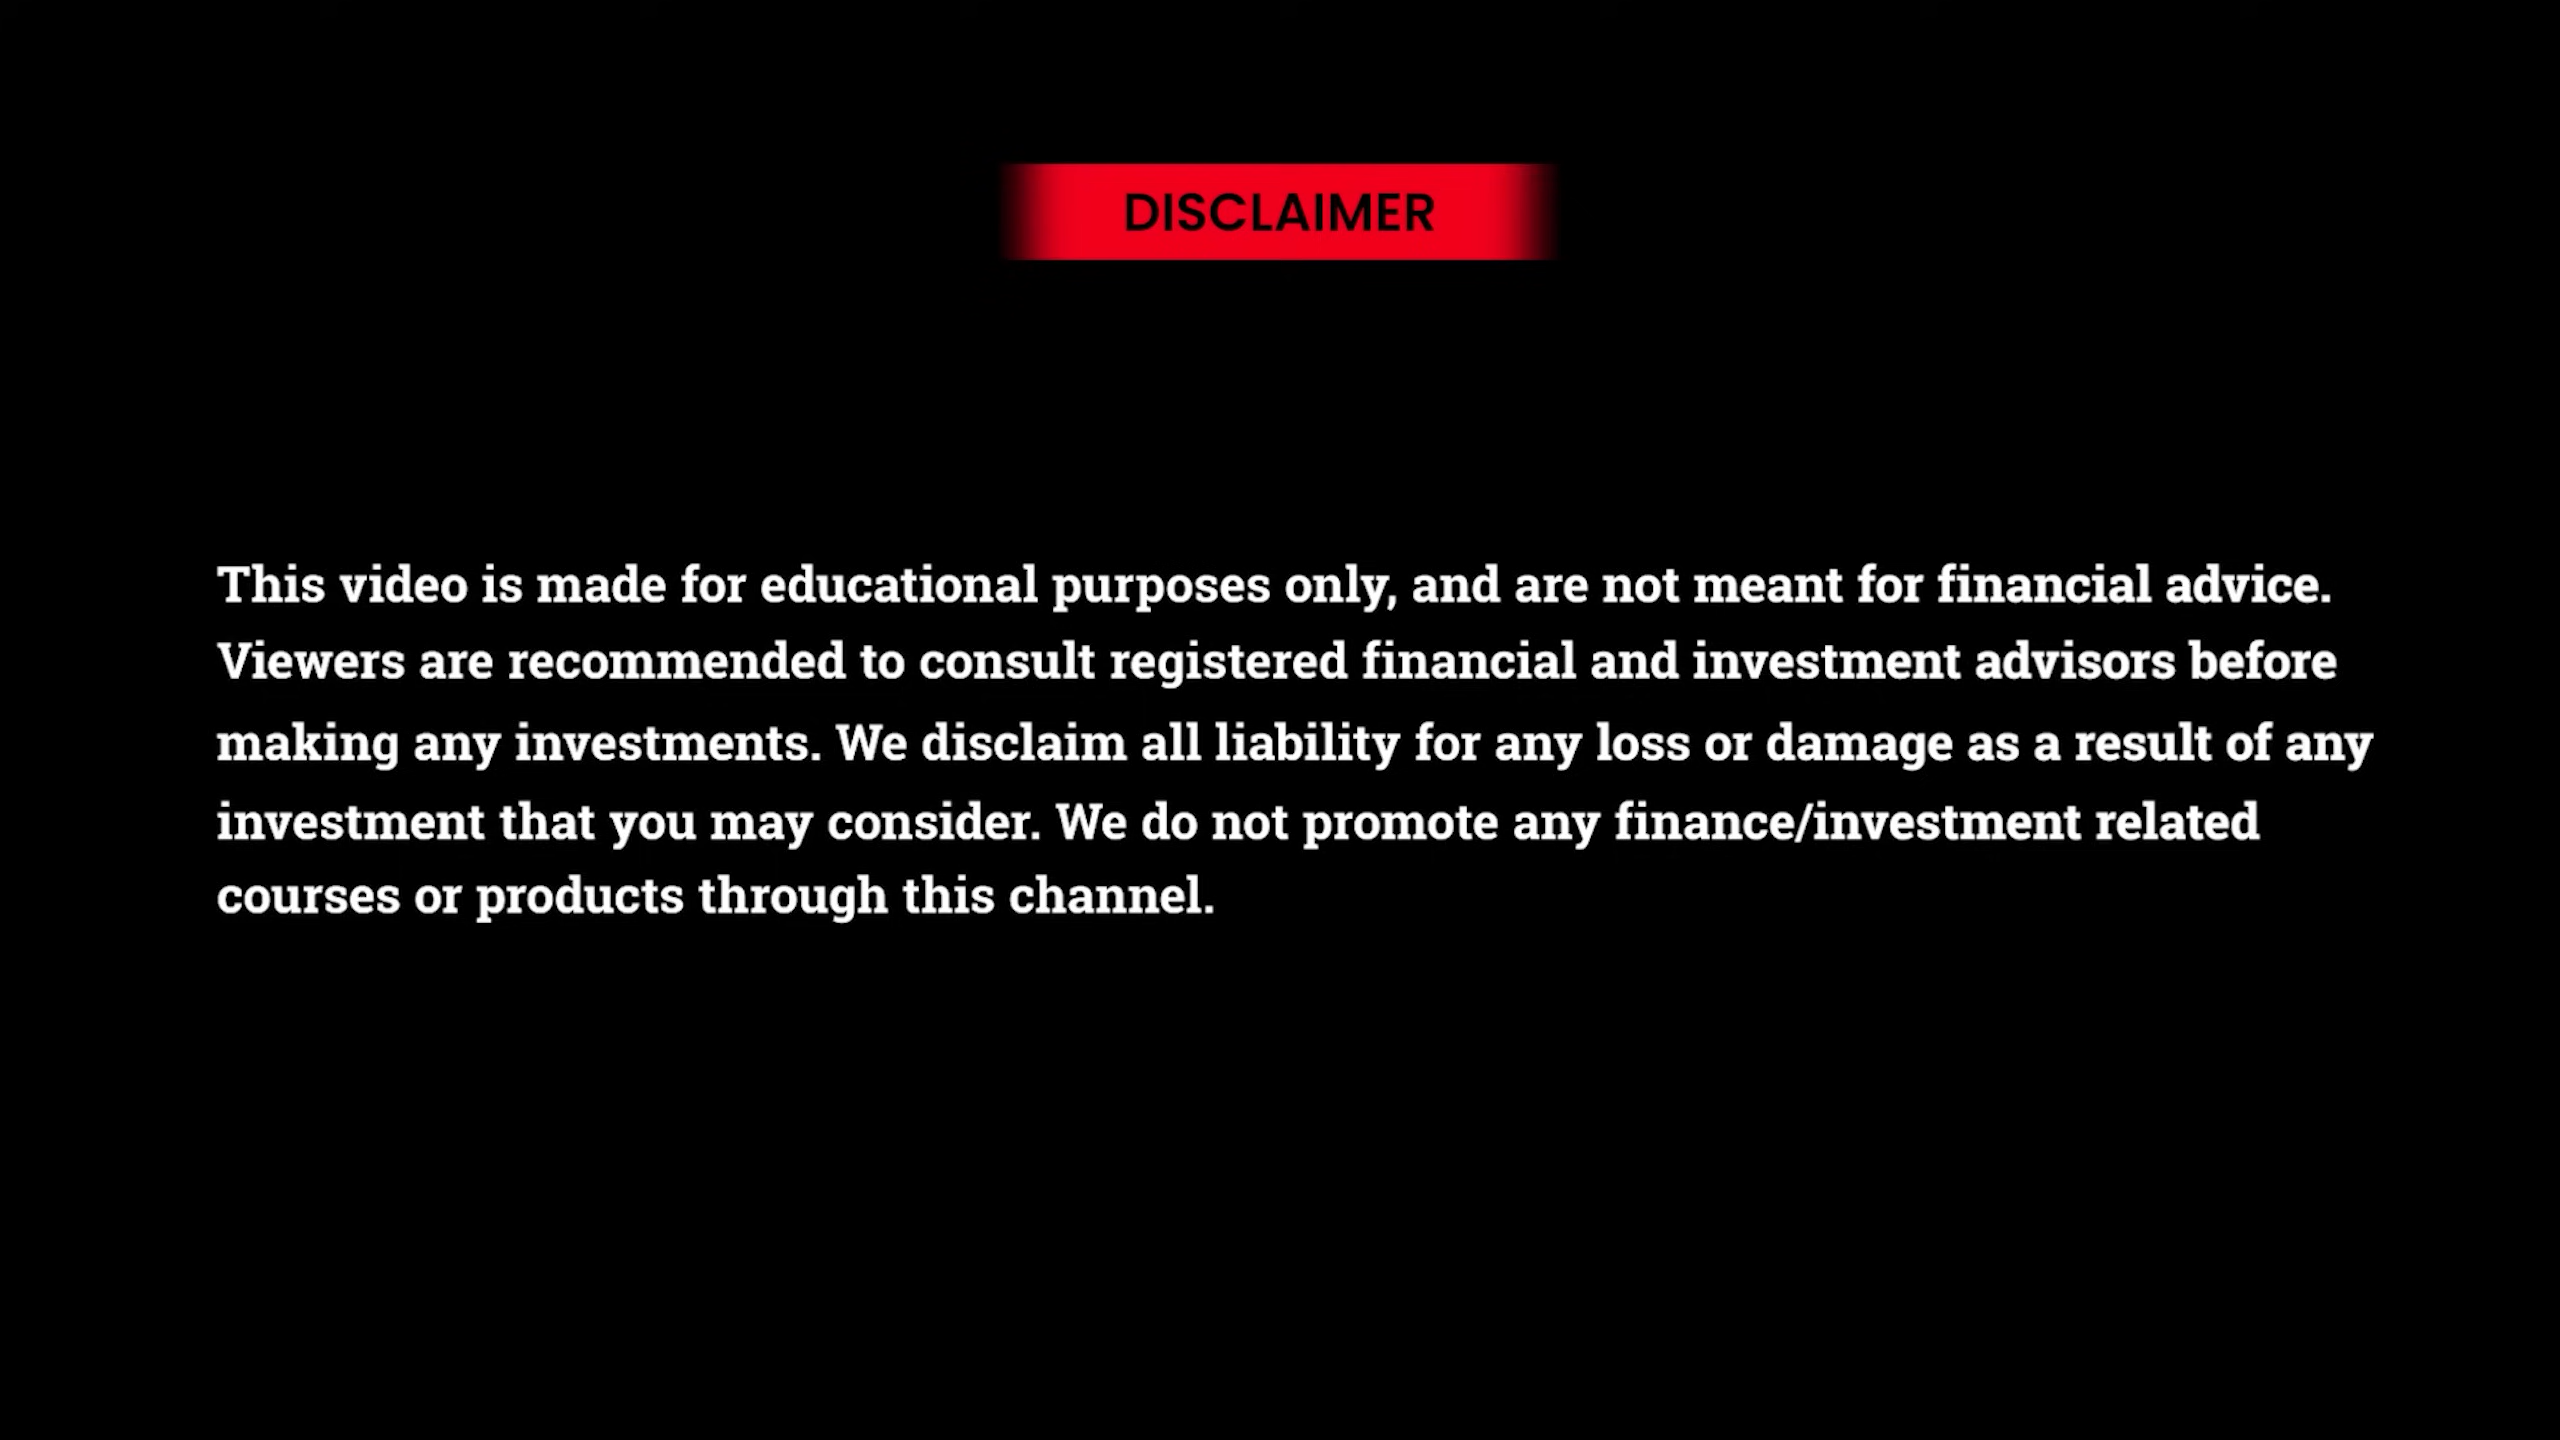 DISCLAIMER
This video is made for educational purposes only, and are not meant for financial advice.
Viewers are recommended to consult registered financial and investment advisors before
making any investments. We disclaim all liability for any loss or damage as a result of any
investment that you may consider. We do not promote any finance/investment related
courses or products through this channel.